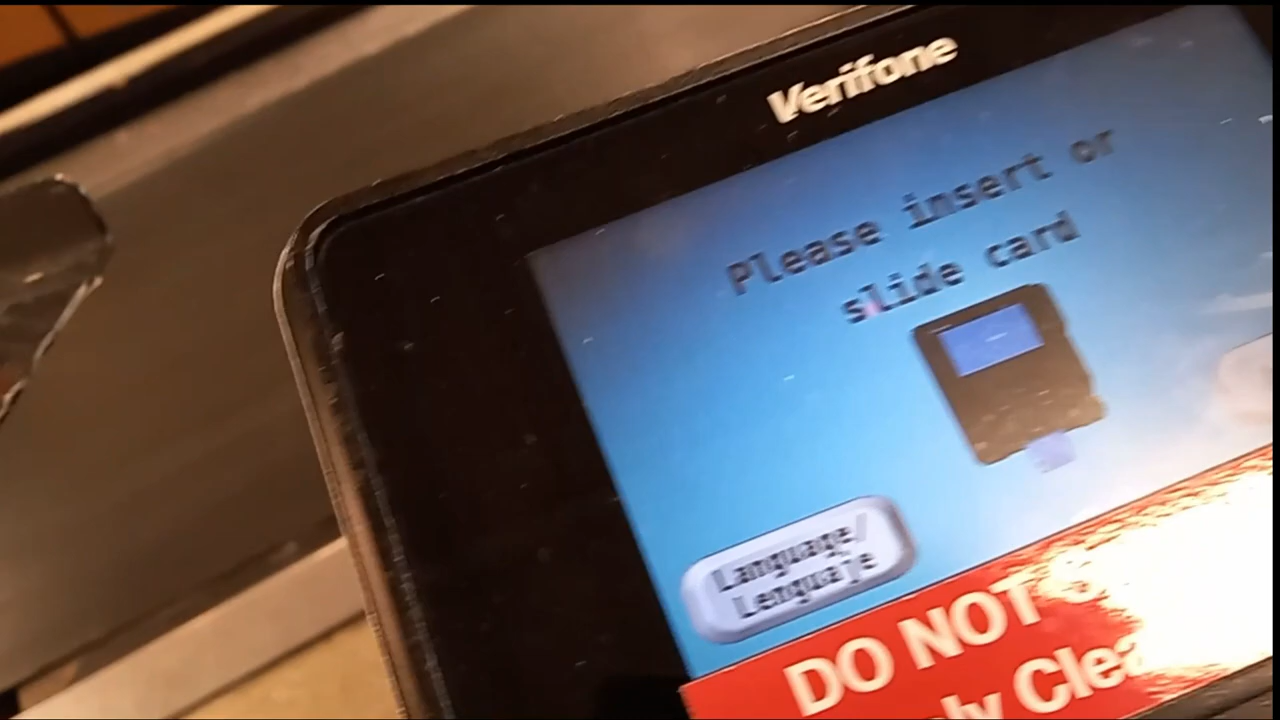 Verifone
Please insert or
slide card
Language/
Lenguaje
DO NOT